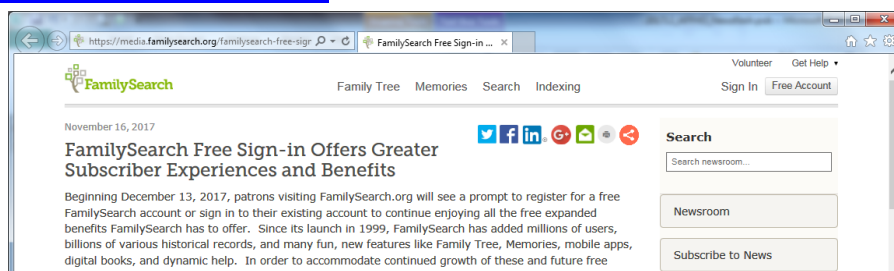 https://media.familysearch.org/familysearch-free-sigr
FamilySearch Free Sign-in ...
Volunteer Get Help
FamilySearch
Family Tree Memories Search Indexing
Sign In Free Account
November 16, 2017
FamilySearch Free Sign-in Offers Greater
Subscriber Experiences and Benefits
Beginning December 13, 2017, patrons visiting FamilySearch.org will see a prompt to register for a free
FamilySearch account or sign in to their existing account to continue enjoying all the free expanded
benefits FamilySearch has to offer. Since its launch in 1999, FamilySearch has added millions of users,
billions of various historical records, and many fun, new features like Family Tree, Memories, mobile apps,
digital books, and dynamic help. In order to accommodate continued growth of these and future free
Search
Search newsroom...
Newsroom
Subscribe to News